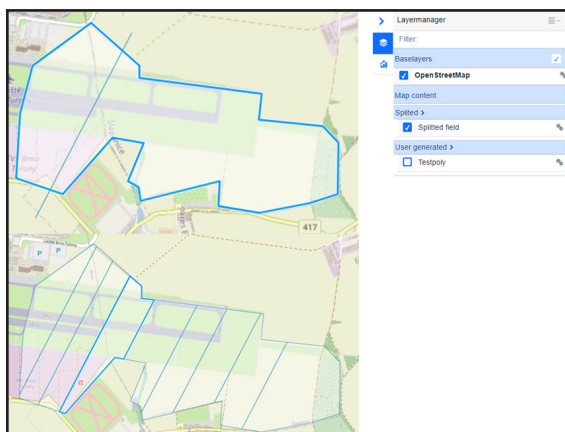 Layermanager
Filter:
Baselayers
OpenStreetMap
Map content
Splited >
Splitted field
User generated >
Testpoly
417
P P